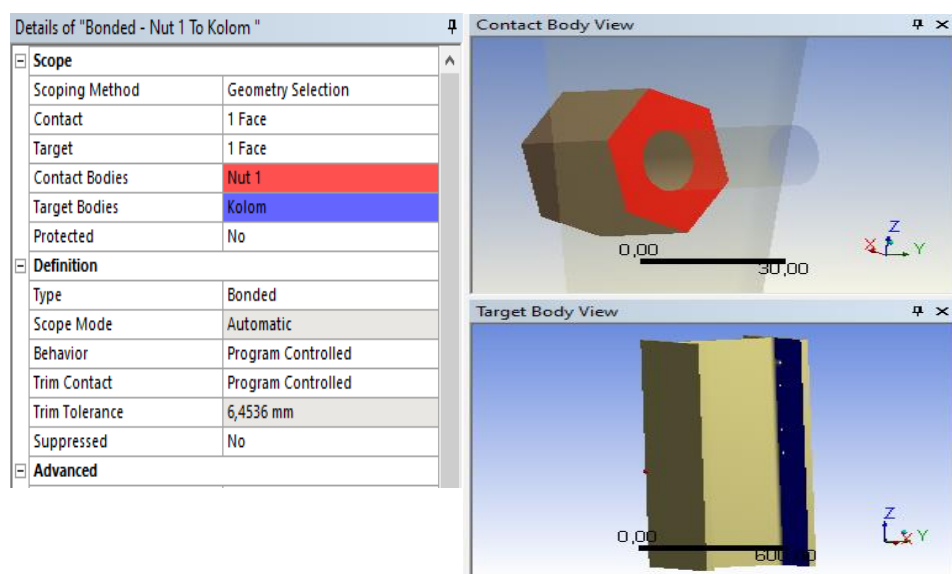 Details of "Bonded - Nut 1 To Kolom "
Scope
Scoping Method Geometry Selection
Contact 1 Face
Target 1 Face
Contact Bodies Nut 1
Target Bodies Kolom
Protected No
Definition
Type Bonded
Scope Mode Automatic
Behavior Program Controlled
Trim Contact Program Controlled
Trim Tolerance 6,4536 mm
Suppressed No
Advanced
Contact Body View
0,00
30,00
X
Z
Y
Target Body View
0,00
Z
X
Y